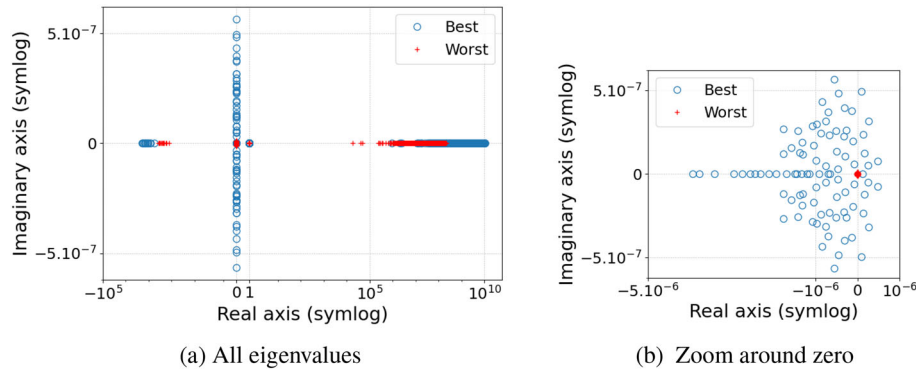 Imaginary axis (symlog)
5.10⁻⁷
0
−5.10⁻⁷
Best
Worst
−10⁵
0 1
10⁵
10¹⁰
Real axis (symlog)
(a) All eigenvalues
Imaginary axis (symlog)
5.10⁻⁷
0
−5.10⁻⁷
Best
Worst
−5.10⁻⁶
−10⁻⁶
0
10⁻⁶
Real axis (symlog)
(b) Zoom around zero